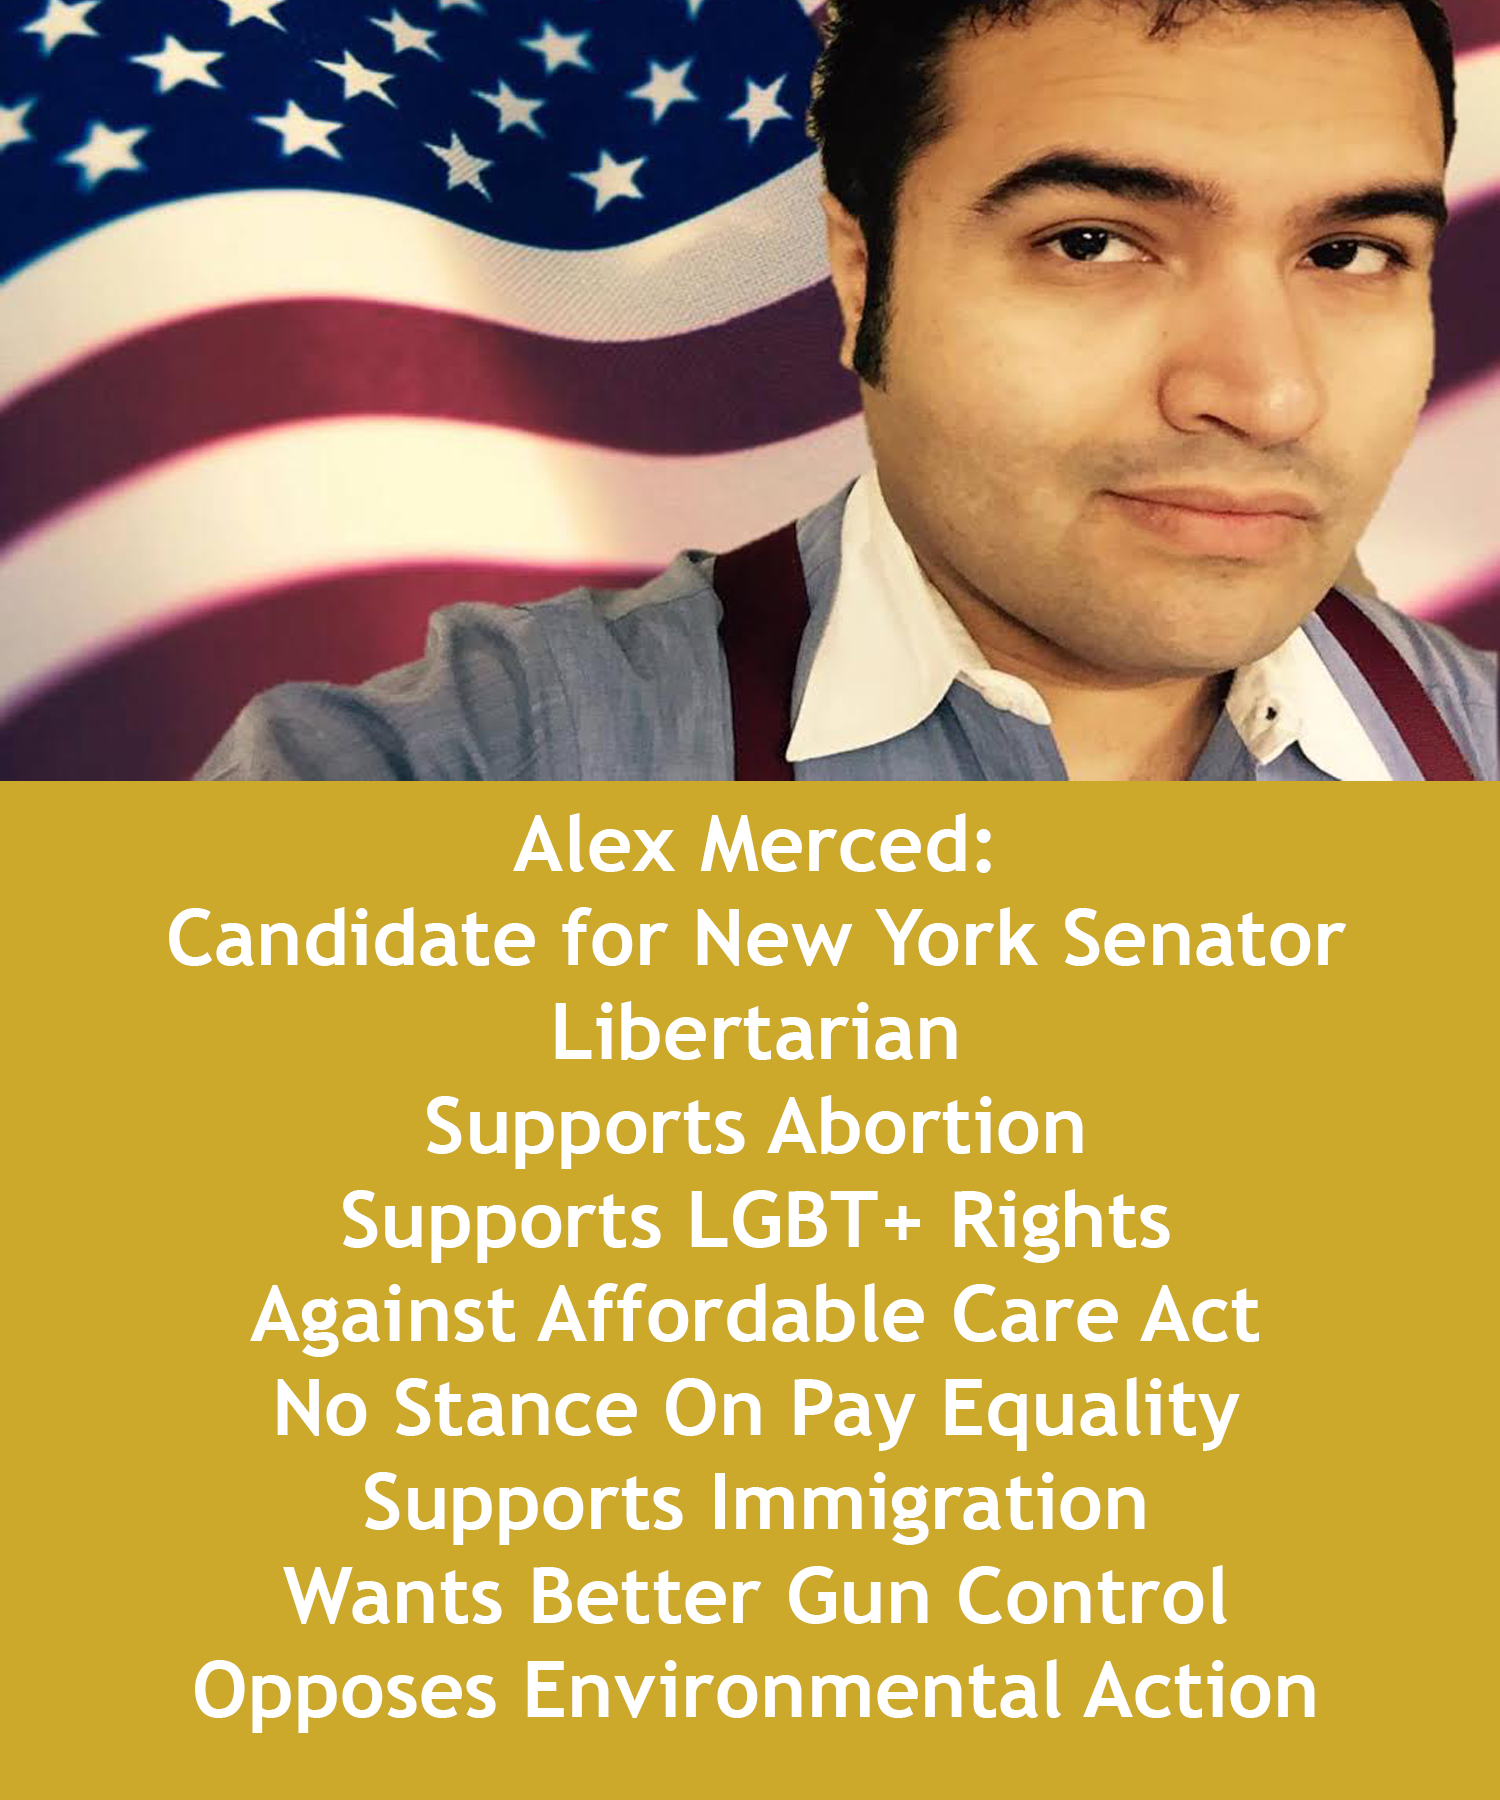 Alex Merced:
Candidate for New York Senator
Libertarian
Supports Abortion
Supports LGBT+ Rights
Against Affordable Care Act
No Stance On Pay Equality
Supports Immigration
Wants Better Gun Control
Opposes Environmental Action